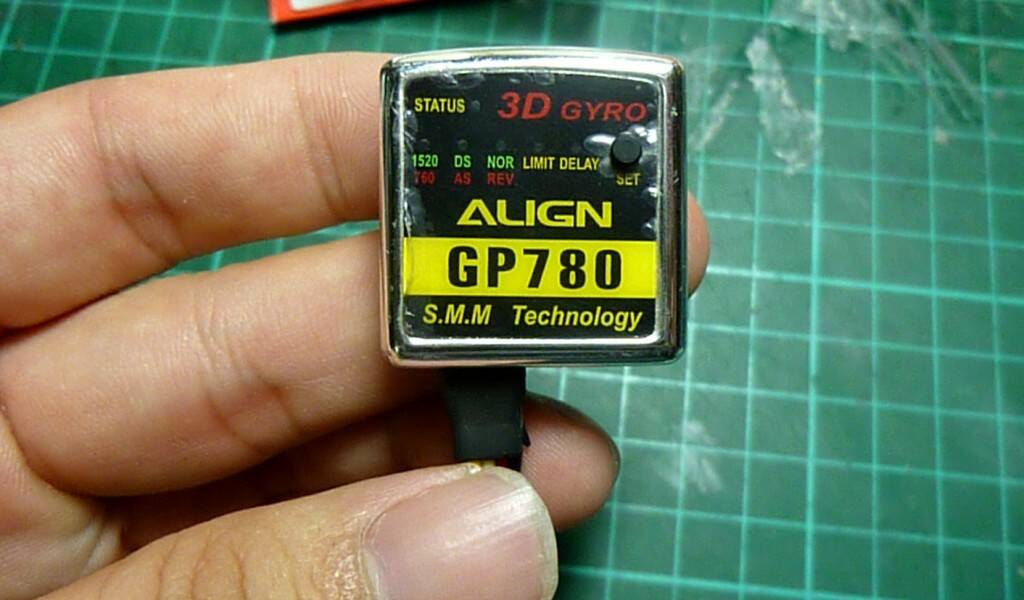 STATUS 3D GYRO
1520 DS NOR LIMIT DELAY
760 AS REV SET
ALIGN
GP780
S.M.M Technology